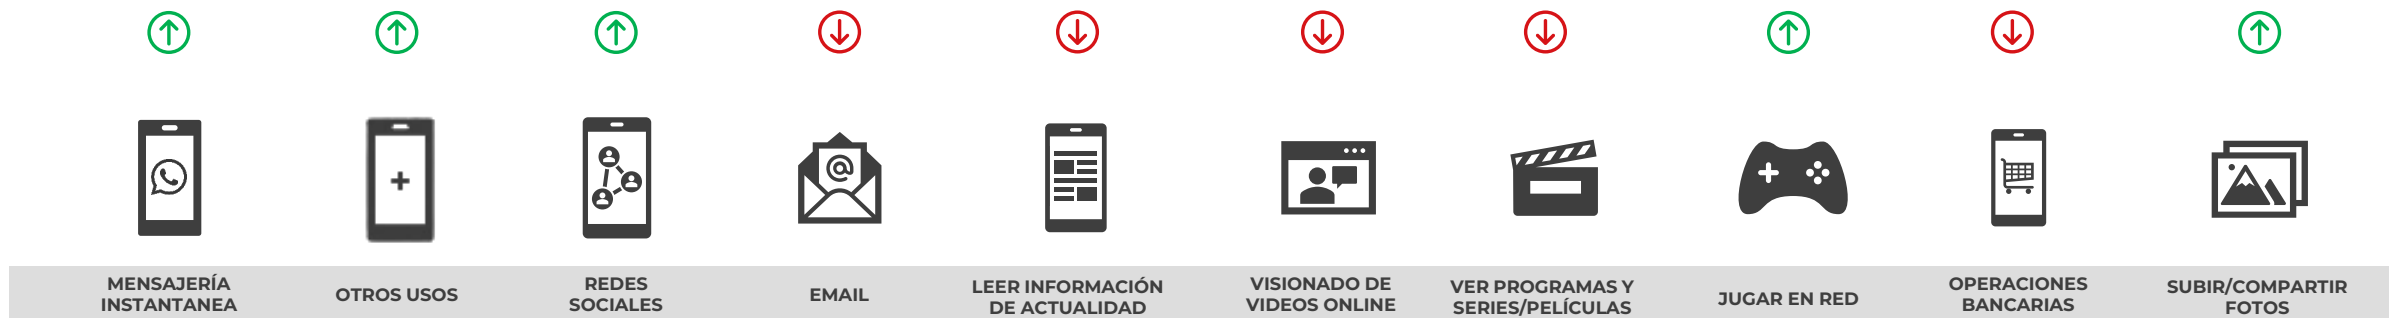 MENSAJERÍA
INSTANTANEA
OTROS USOS
REDES
SOCIALES
EMAIL
LEER INFORMACIÓN
DE ACTUALIDAD
VISIONADO DE
VIDEOS ONLINE
VER PROGRAMAS Y
SERIES/PELÍCULAS
JUGAR EN RED
OPERACIONES
BANCARIAS
SUBIR/COMPARTIR
FOTOS